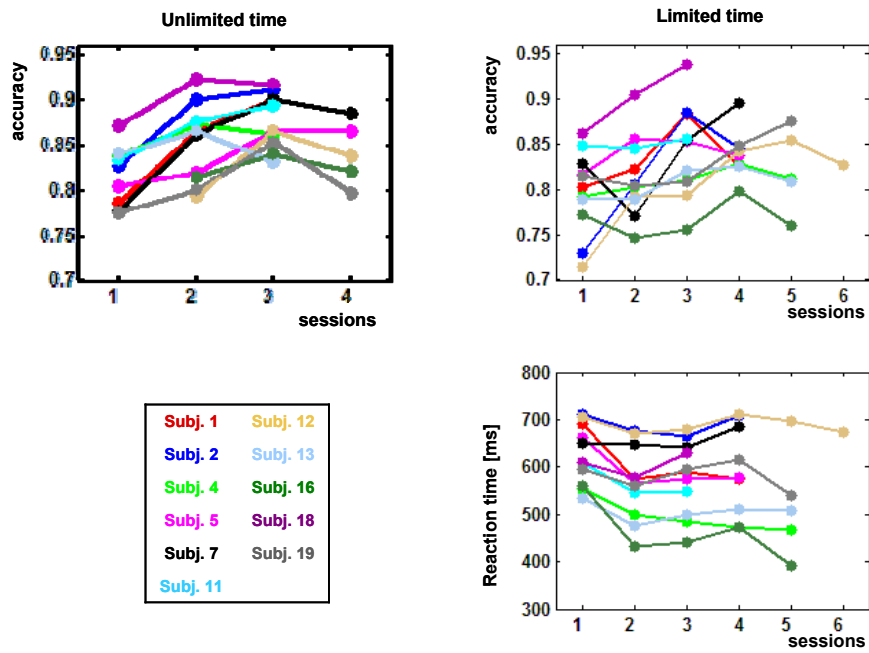 Unlimited time
accuracy
0.95
0.9
0.85
0.8
0.75
0.7
1 2 3 4
sessions
Limited time
accuracy
0.95
0.9
0.85
0.8
0.75
0.7
1 2 3 4 5 6
sessions
Subj. 1 Subj. 12
Subj. 2 Subj. 13
Subj. 4 Subj. 16
Subj. 5 Subj. 18
Subj. 7 Subj. 19
Subj. 11
Reaction time [ms]
800
700
600
500
400
300
1 2 3 4 5 6
sessions